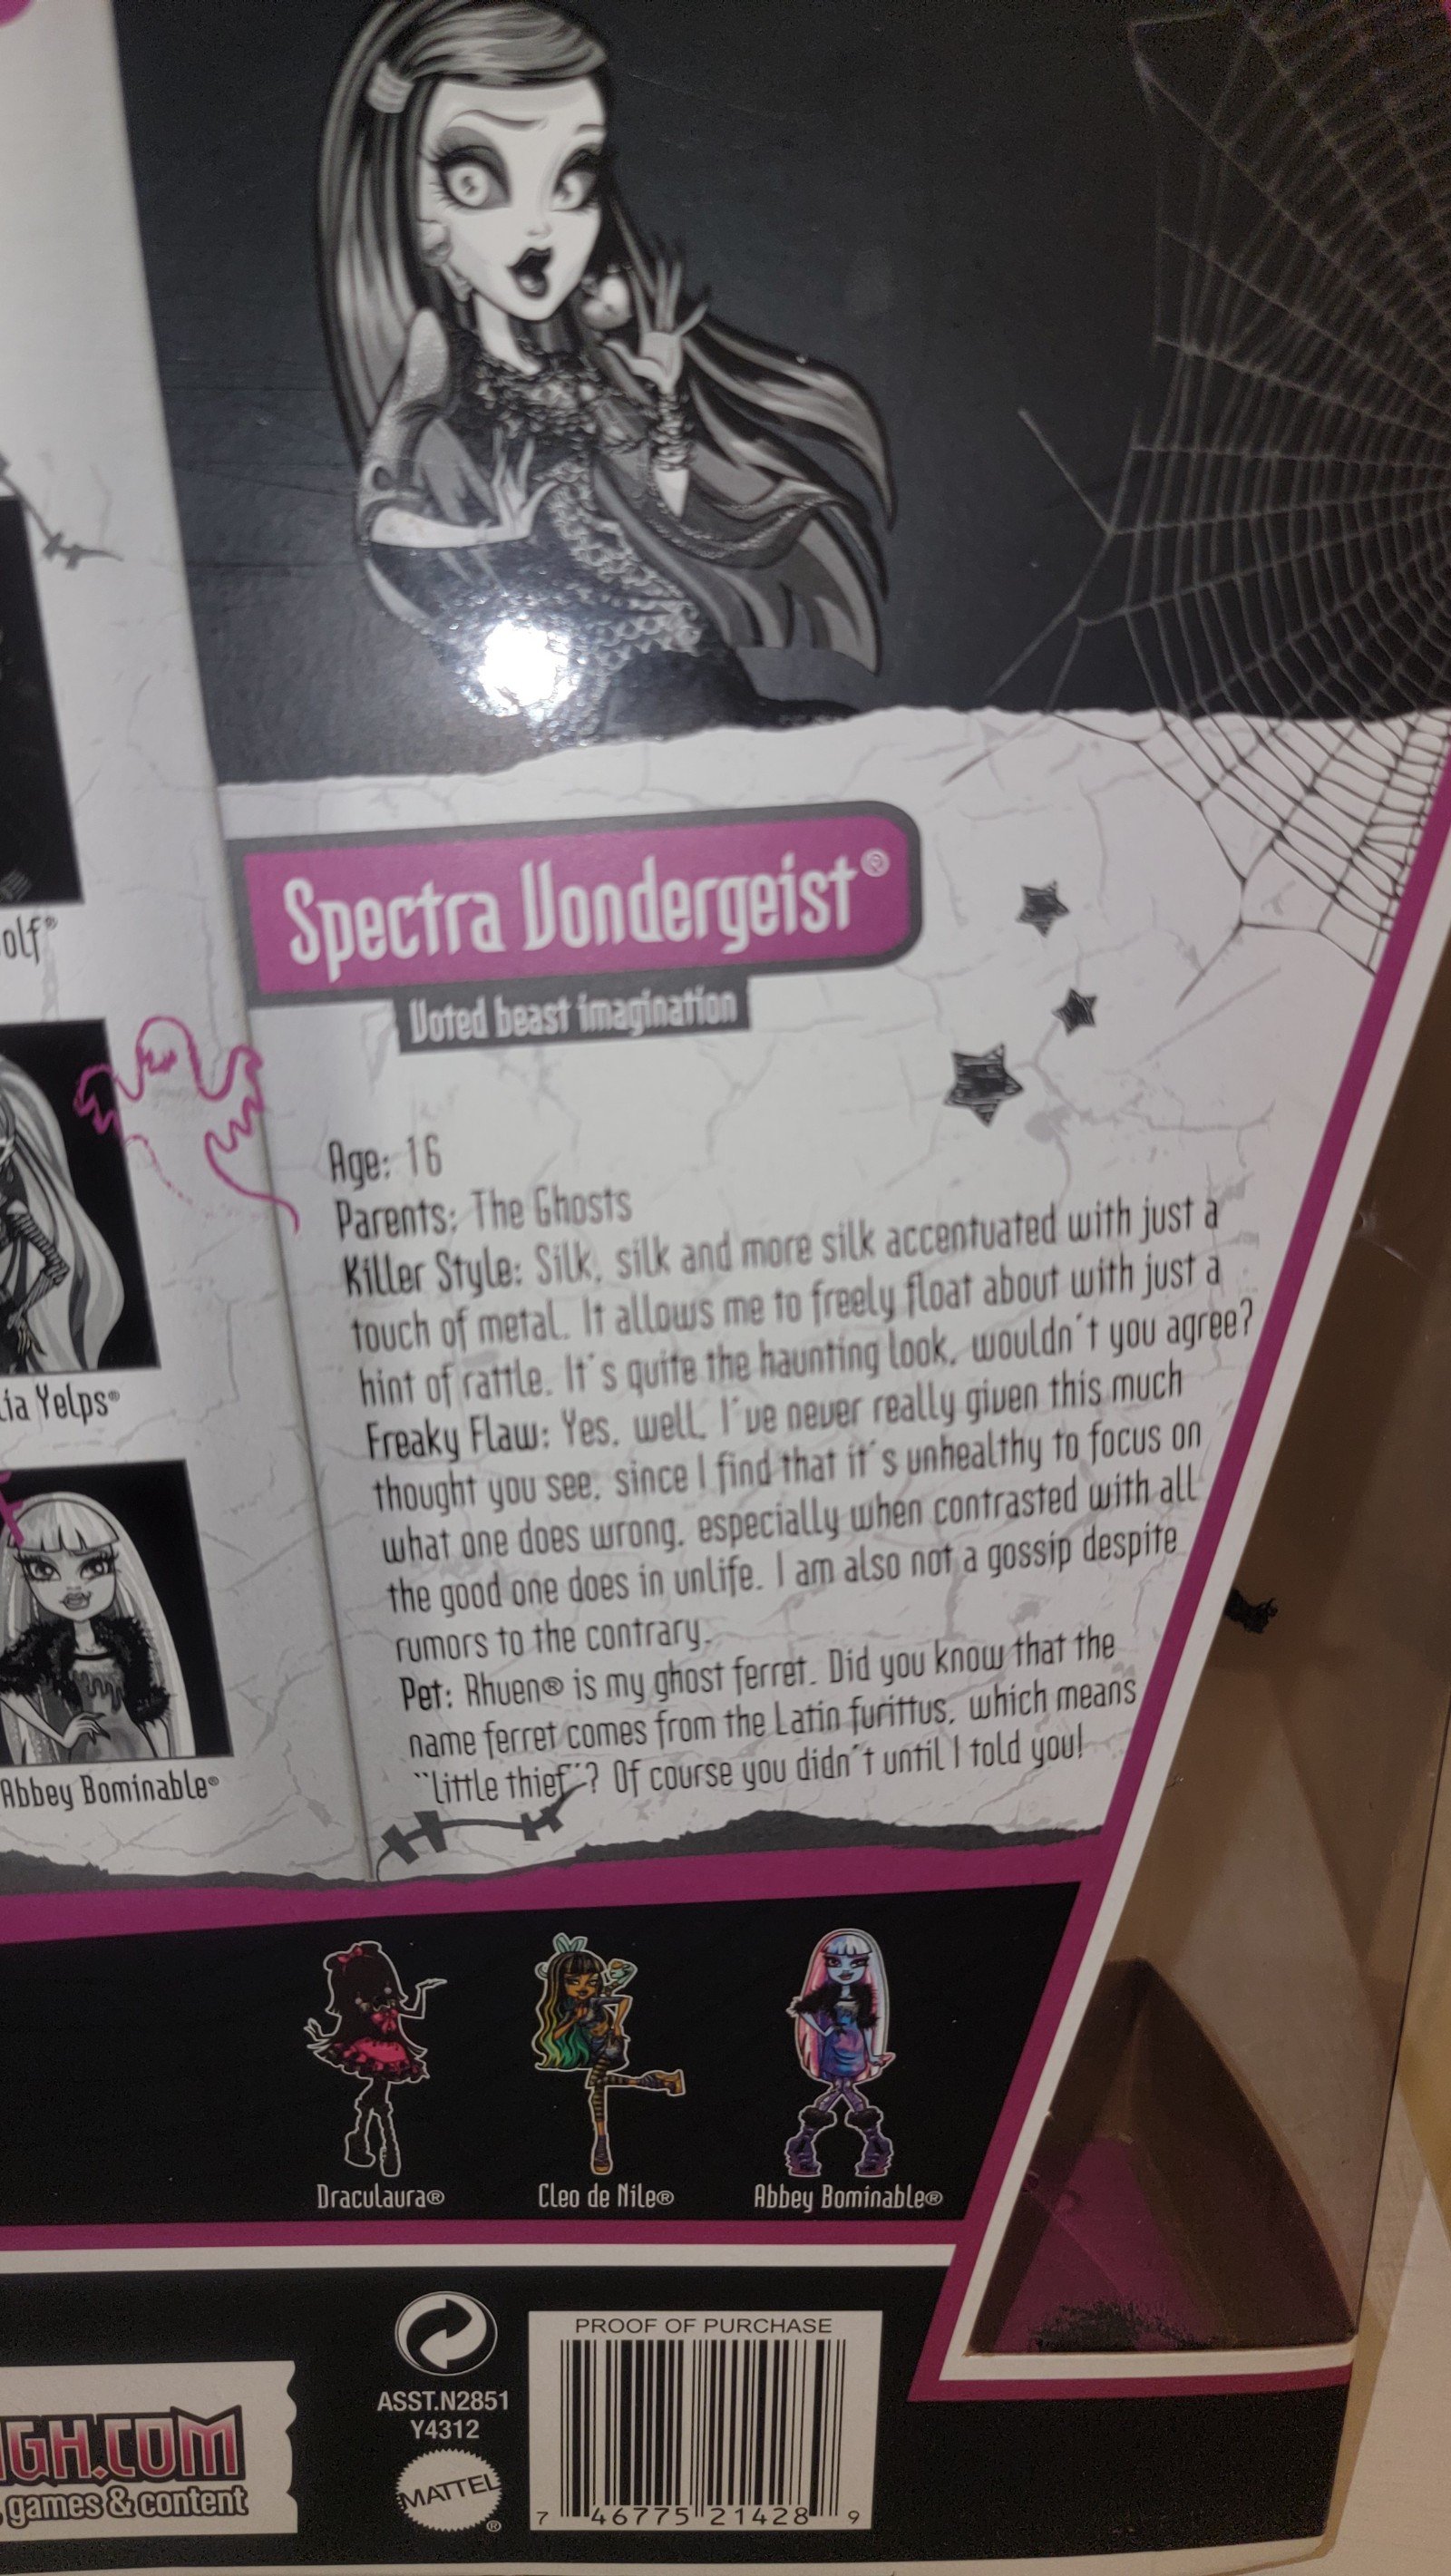 Spectra Vondergeist®
Voted beast imagination
Age: 16
Parents: The Ghosts
Killer Style: Silk, silk and more silk accentuated with just a
touch of metal. It allows me to freely float about with just a
hint of rattle. It's quite the haunting look, wouldn't you agree?
Freaky Flaw: Yes, well, I've never really given this much
thought you see, since I find that it's unhealthy to focus on
what one does wrong, especially when contrasted with all
the good one does in unlife. I am also not a gossip despite
rumors to the contrary.
Pet: Rhuen® is my ghost ferret. Did you know that the
name ferret comes from the Latin furittus, which means
"little thief"? Of course you didn't until I told you!
olf®
ia Yelps®
Abbey Bominable®
Draculaura®
Cleo de Nile®
Abbey Bominable®
IGH.COM
games & content
ASST.N2851
Y4312
MATTEL®
PROOF OF PURCHASE
7 46775 21428 9